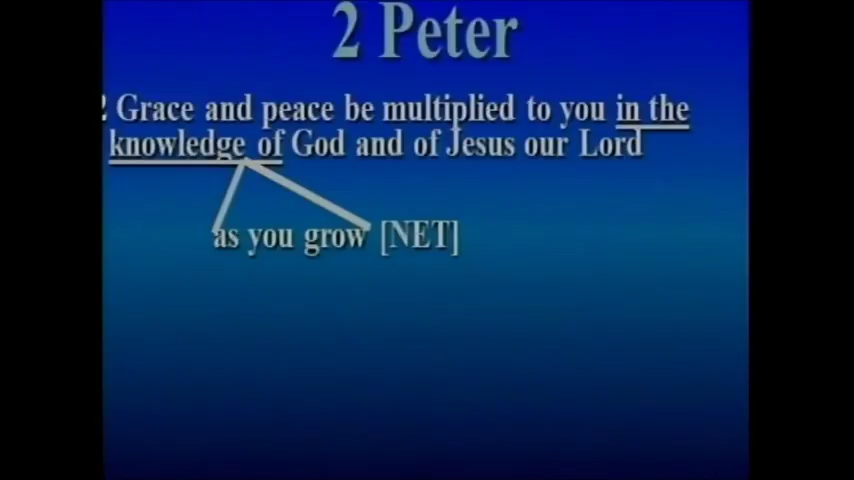 2 Peter
2 Grace and peace be multiplied to you in the
knowledge of God and of Jesus our Lord
as you grow [NET]